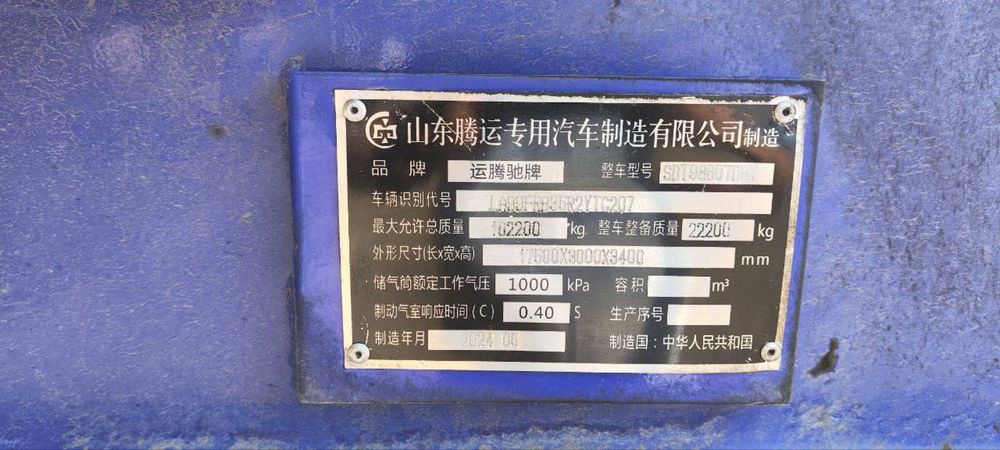 山东腾运专用汽车制造有限公司制造
品牌 运腾驰牌 整车型号
车辆识别代号
最大允许总质量 102200 kg 整车整备质量 22200 kg
外形尺寸(长x宽x高) 17500X3000X3400 mm
储气筒额定工作气压 1000 kPa 容积 m³
制动气室响应时间(C) 0.40 S 生产序号
制造年月 2024 制造国:中华人民共和国